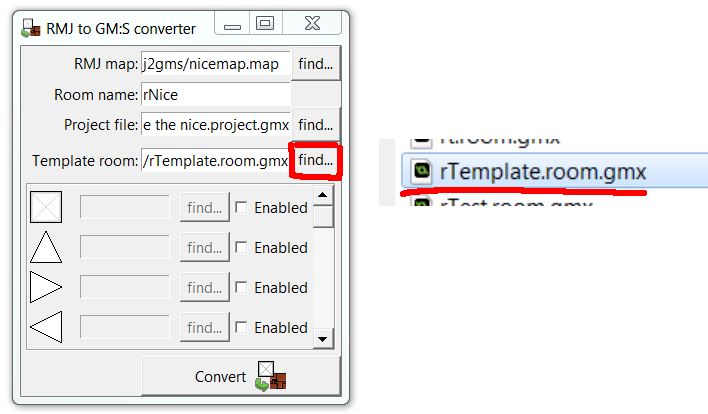 RMJ to GM:S converter
RMJ map: j2gms/nicemap.map find...
Room name: rNice
Project file: e the nice.project.gmx find...
Template room: /rTemplate.room.gmx find...
find... Enabled
find... Enabled
find... Enabled
find... Enabled
Convert
rt.room.gmx
rTemplate.room.gmx
rTest.room.gmx